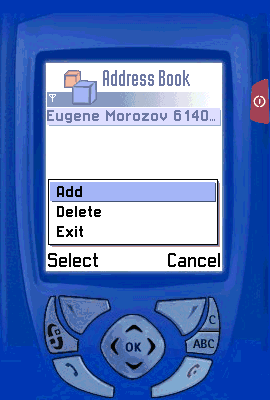 Address Book
Eugene Morozov 6140...
Add
Delete
Exit
Select
Cancel
C
ABC
OK